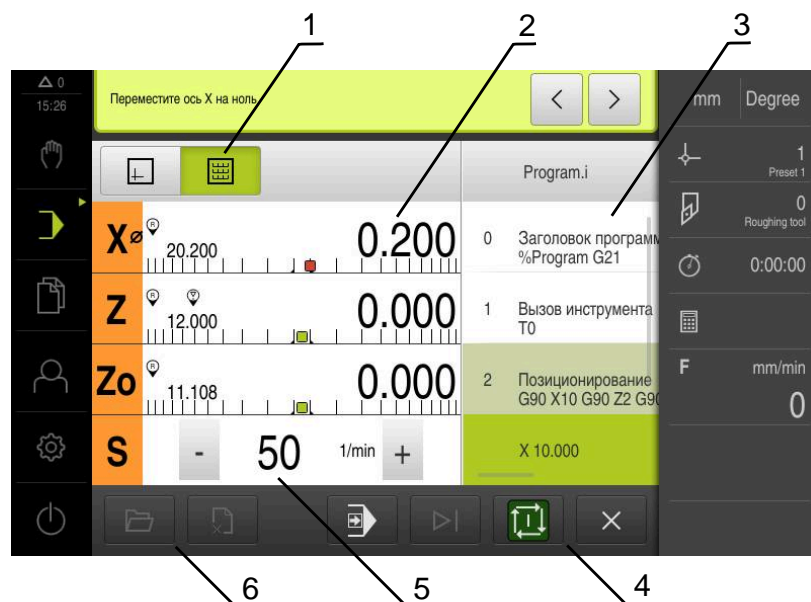 1 2 3
0
15:26
Переместите ось X на ноль
< >
mm Degree
Program.i
1
Preset 1
X ø R 20.200 0.200
0 Заголовок программ
%Program G21
0
Roughing tool
Z R 12.000 0.000
1 Вызов инструмента
T0
0:00:00
Zo R 11.108 0.000
2 Позиционирование
G90 X10 G90 Z2 G90
F mm/min
0
S - 50 1/min +
X 10.000
6 5 4